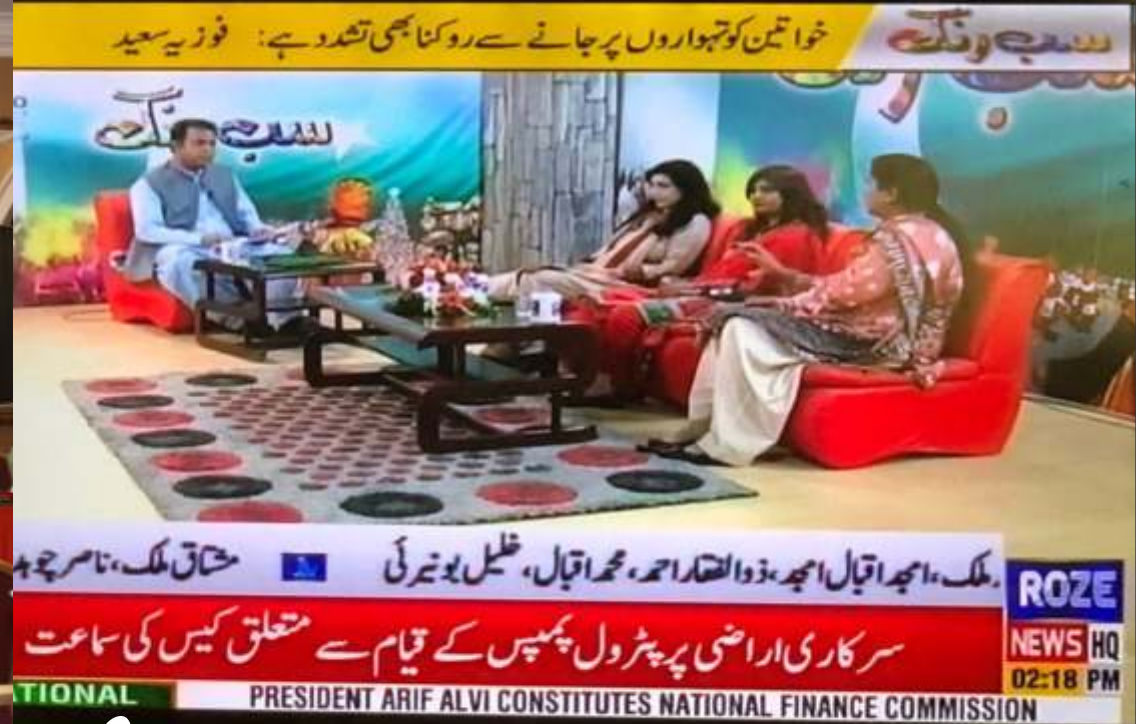 سب رنگ
خواتین کو تہواروں پر جانے سے روکنا بھی تشدد ہے: فوزیہ سعید
سب رنگ
ملک، امجد اقبال امجد، ذوالفقار احمد، محمد اقبال، خلیل یونیرئی
مشتاق ملک، ناصر
ROZE
NEWS HQ
سرکاری اراضی پر پٹرول پمپس کے قیام سے متعلق کیس کی سماعت
02:18 PM
TIONAL
PRESIDENT ARIF ALVI CONSTITUTES NATIONAL FINANCE COMMISSION